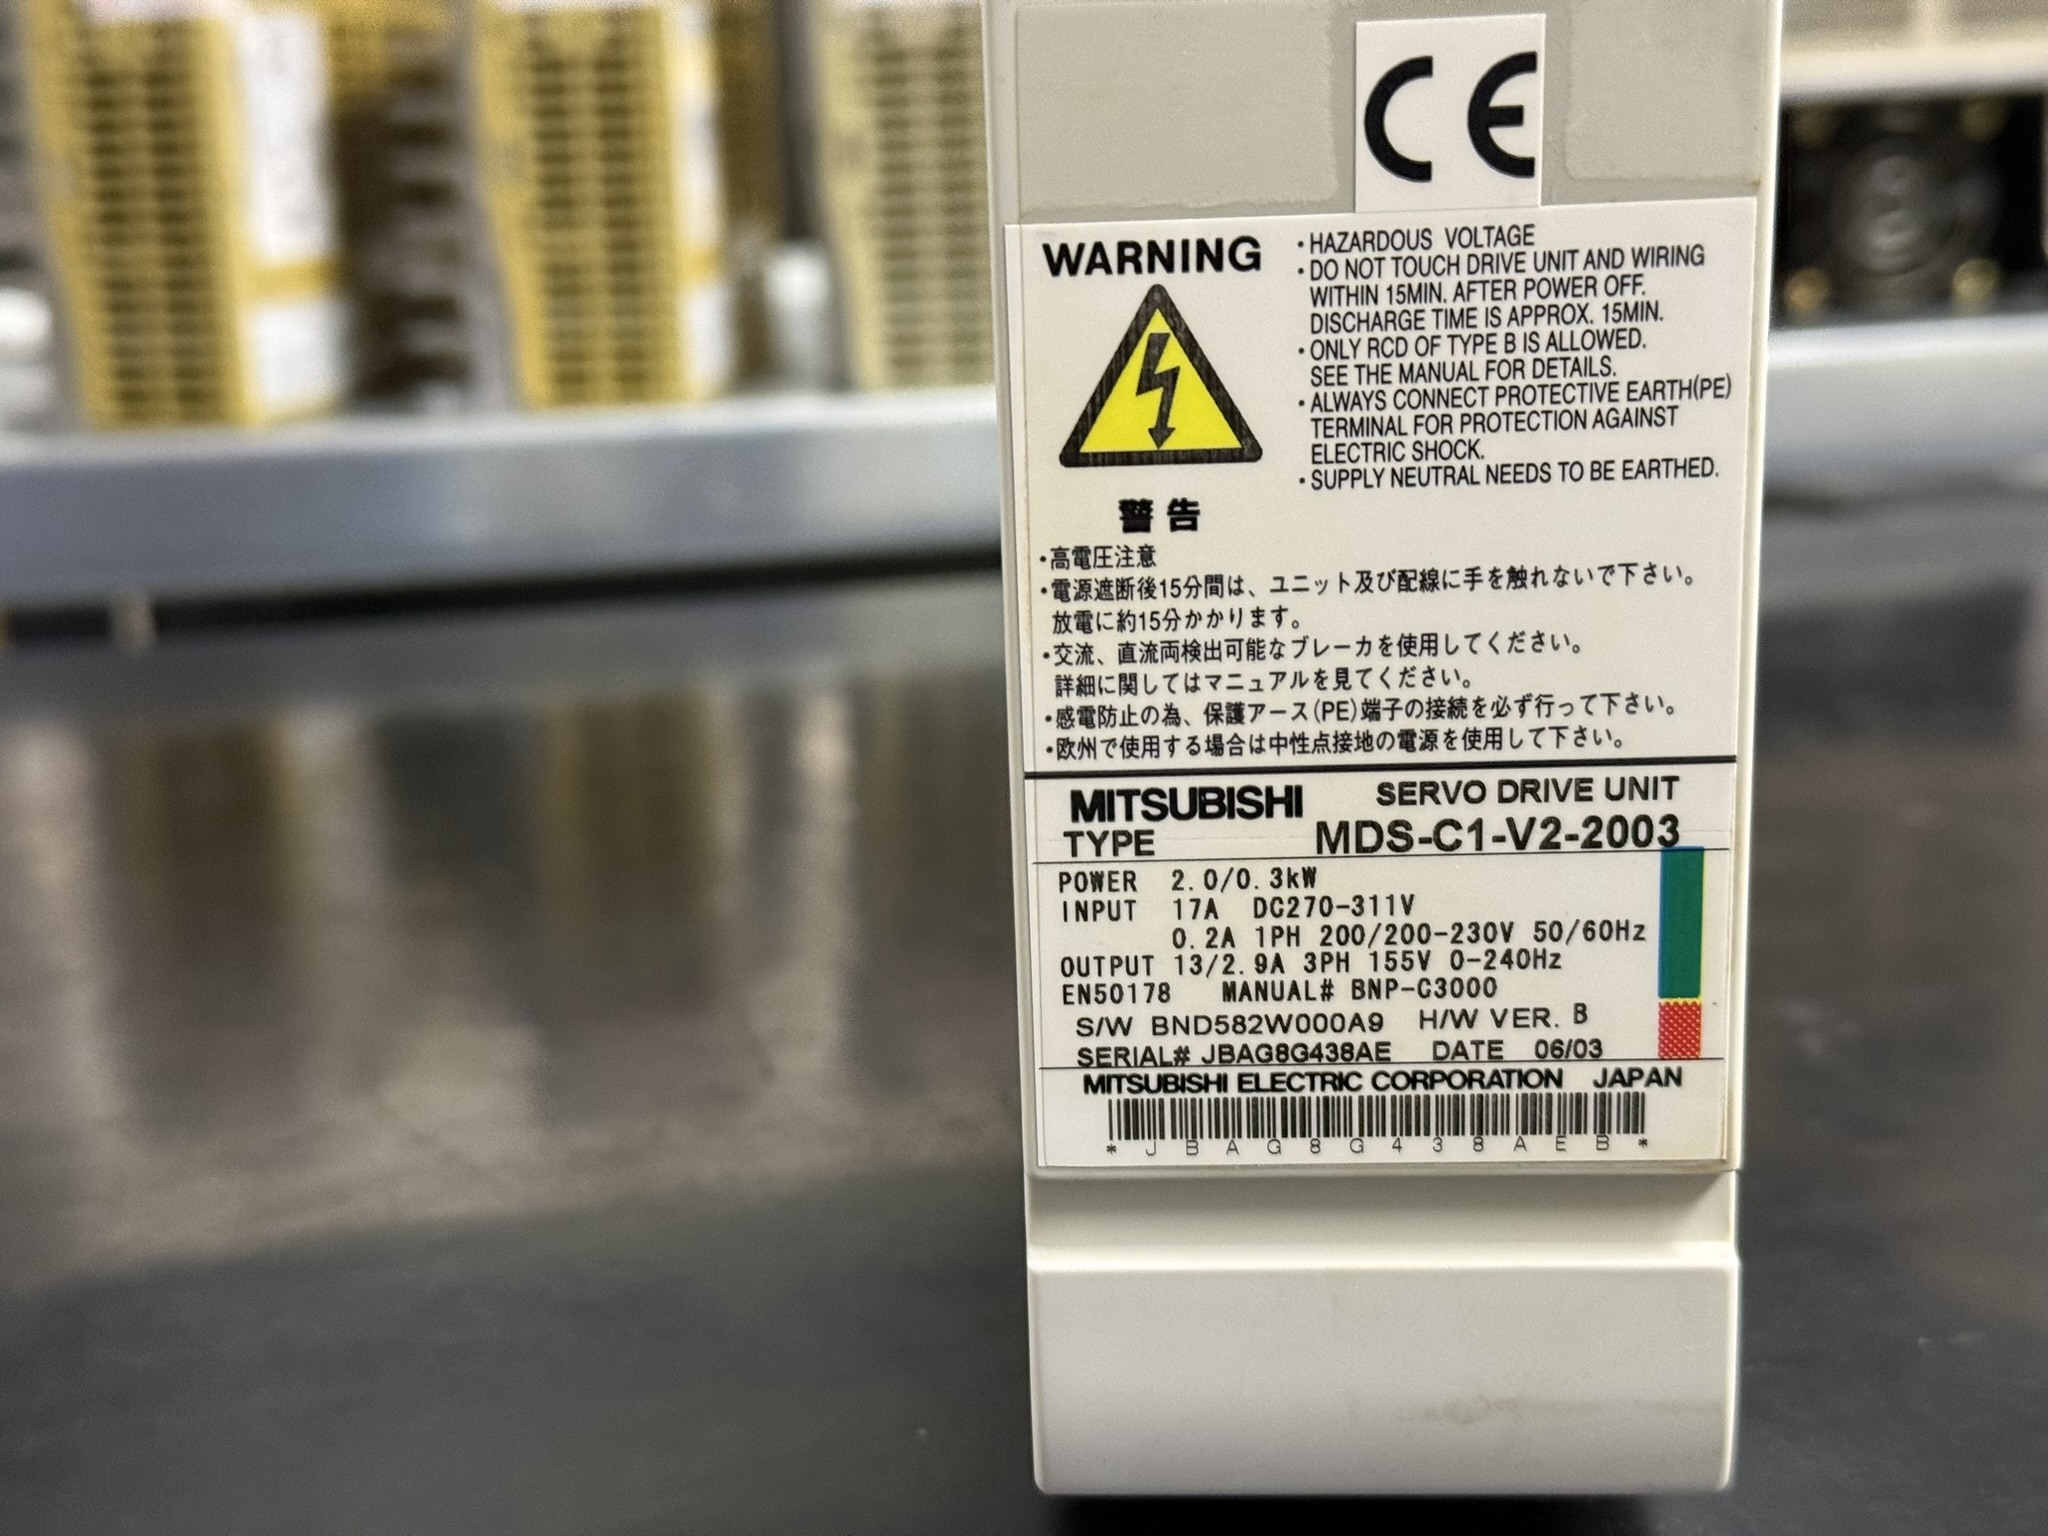 CE
WARNING
・HAZARDOUS VOLTAGE
・DO NOT TOUCH DRIVE UNIT AND WIRING
WITHIN 15MIN. AFTER POWER OFF.
DISCHARGE TIME IS APPROX. 15MIN.
・ONLY RCD OF TYPE B IS ALLOWED.
SEE THE MANUAL FOR DETAILS.
・ALWAYS CONNECT PROTECTIVE EARTH(PE)
TERMINAL FOR PROTECTION AGAINST
ELECTRIC SHOCK.
・SUPPLY NEUTRAL NEEDS TO BE EARTHED.
警告
・高電圧注意
・電源遮断後15分間は、ユニット及び配線に手を触れないで下さい。
放電に約15分かかります。
・交流、直流両検出可能なブレーカを使用してください。
詳細に関してはマニュアルを見てください。
・感電防止の為、保護アース(PE)端子の接続を必ず行って下さい。
・欧州で使用する場合は中性点接地の電源を使用して下さい。
MITSUBISHI SERVO DRIVE UNIT
TYPE MDS-C1-V2-2003
POWER 2.0/0.3kW
INPUT 17A DC270-311V
0.2A 1PH 200/200-230V 50/60Hz
OUTPUT 13/2.9A 3PH 155V 0-240Hz
EN50178 MANUAL# BNP-C3000
S/W BND582W000A9 H/W VER. B
SERIAL# JBAG8G438AE DATE 06/03
MITSUBISHI ELECTRIC CORPORATION JAPAN
* J B A G 8 G 4 3 8 A E B *